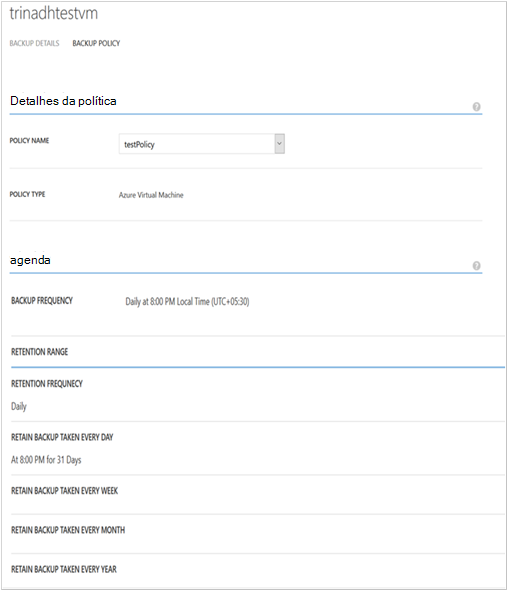 trinadhtestvm
BACKUP DETAILS BACKUP POLICY
Detalhes da política
?
POLICY NAME testPolicy
POLICY TYPE Azure Virtual Machine
agenda
?
BACKUP FREQUENCY Daily at 8:00 PM Local Time (UTC+05:30)
RETENTION RANGE
RETENTION FREQUNECY
Daily
RETAIN BACKUP TAKEN EVERY DAY
At 8:00 PM for 31 Days
RETAIN BACKUP TAKEN EVERY WEEK
RETAIN BACKUP TAKEN EVERY MONTH
RETAIN BACKUP TAKEN EVERY YEAR